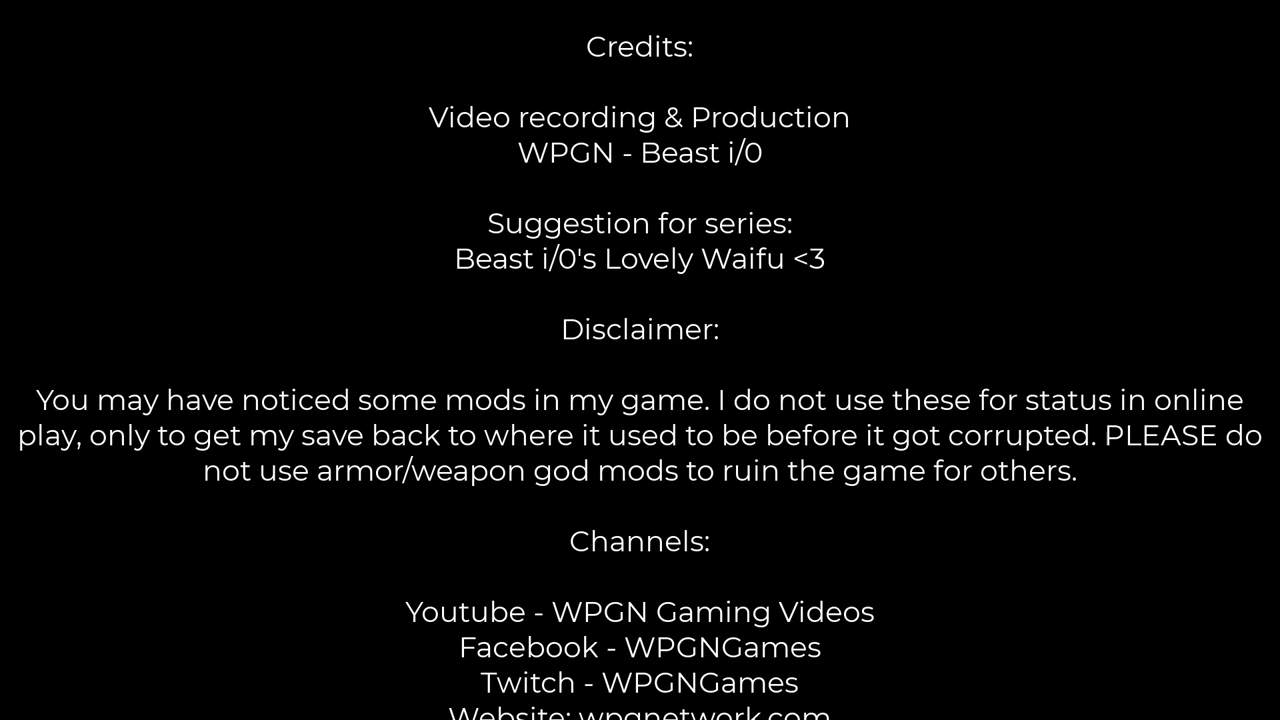 Credits:
Video recording & Production
WPGN - Beast i/0
Suggestion for series:
Beast i/0's Lovely Waifu <3
Disclaimer:
You may have noticed some mods in my game. I do not use these for status in online
play, only to get my save back to where it used to be before it got corrupted. PLEASE do
not use armor/weapon god mods to ruin the game for others.
Channels:
Youtube - WPGN Gaming Videos
Facebook - WPGNGames
Twitch - WPGNGames
Website: wpgnetwork.com